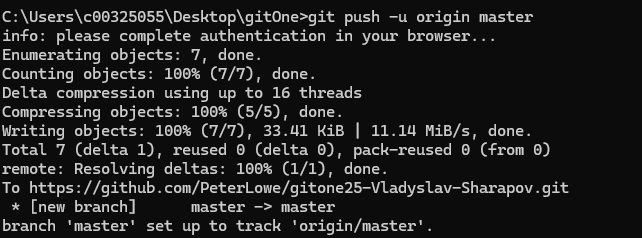 C:\Users\c00325055\Desktop\gitOne>git push -u origin master
info: please complete authentication in your browser...
Enumerating objects: 7, done.
Counting objects: 100% (7/7), done.
Delta compression using up to 16 threads
Compressing objects: 100% (5/5), done.
Writing objects: 100% (7/7), 33.41 KiB | 11.14 MiB/s, done.
Total 7 (delta 1), reused 0 (delta 0), pack-reused 0 (from 0)
remote: Resolving deltas: 100% (1/1), done.
To https://github.com/PeterLowe/gitone25-Vladyslav-Sharapov.git
 * [new branch]      master -> master
branch 'master' set up to track 'origin/master'.